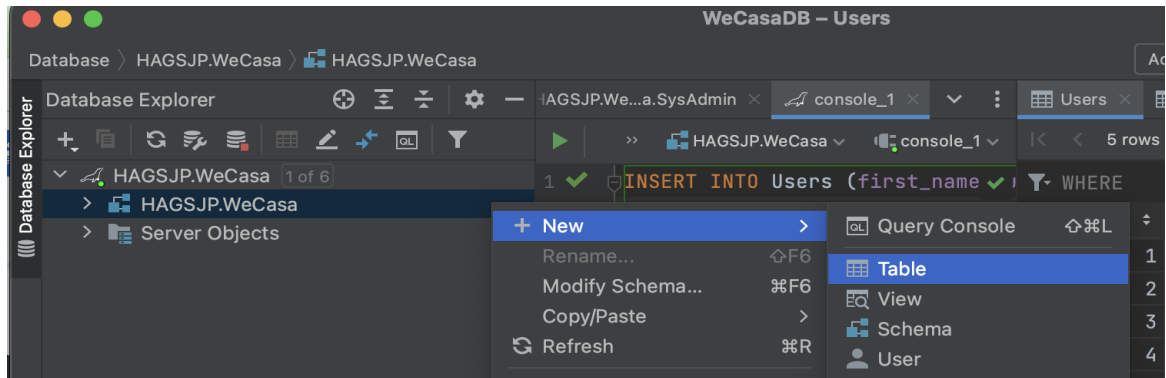 WeCasaDB – Users
Database 〉 HAGSJP.WeCasa 〉 HAGSJP.WeCasa
Database Explorer
Database Explorer
HAGSJP.We...a.SysAdmin
console_1
Users
QL
HAGSJP.WeCasa
console_1
5 rows
HAGSJP.WeCasa 1 of 6
1 INSERT INTO Users (first_name
WHERE
HAGSJP.WeCasa
Server Objects
+ New >
Rename... ⇧F6
Modify Schema... ⌘F6
Copy/Paste >
Refresh ⌘R
QL Query Console ⇧⌘L
Table
View
Schema
User
1
2
3
4